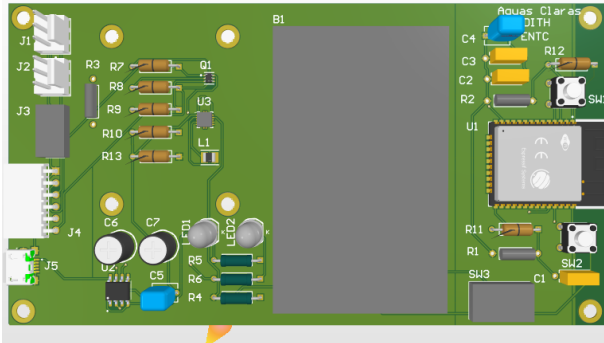 B1
Aguas Claras
EDITH
ENTC
C4
J1
J2
R3
R7
Q1
C3
R12
R8
C2
SW1
J3
R9
U3
R2
R10
U1
R13
L1
J4
C6
C7
LED1
LED2
R11
J5
U2
C5
R5
R6
R4
R1
SW3
C1
SW2